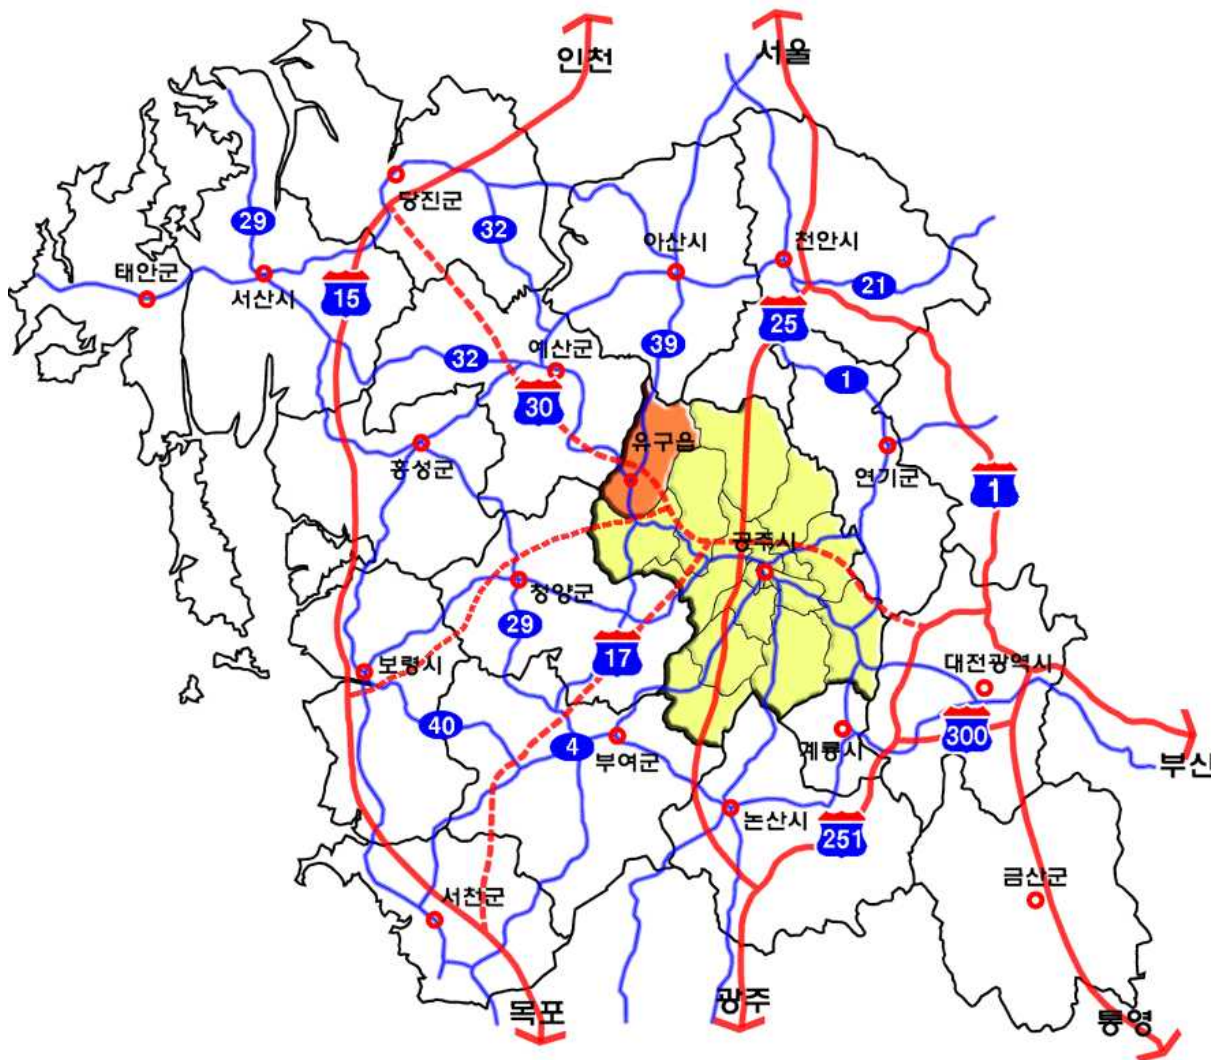 인천
서울
당진군
29
32
아산시
천안시
태안군
서산시
15
21
25
39
32
예산군
1
30
유구읍
홍성군
연기군
1
공주시
청양군
29
17
보령시
대전광역시
40
4
부여군
계룡시
300
부산
논산시
251
금산군
서천군
목포
광주
통영